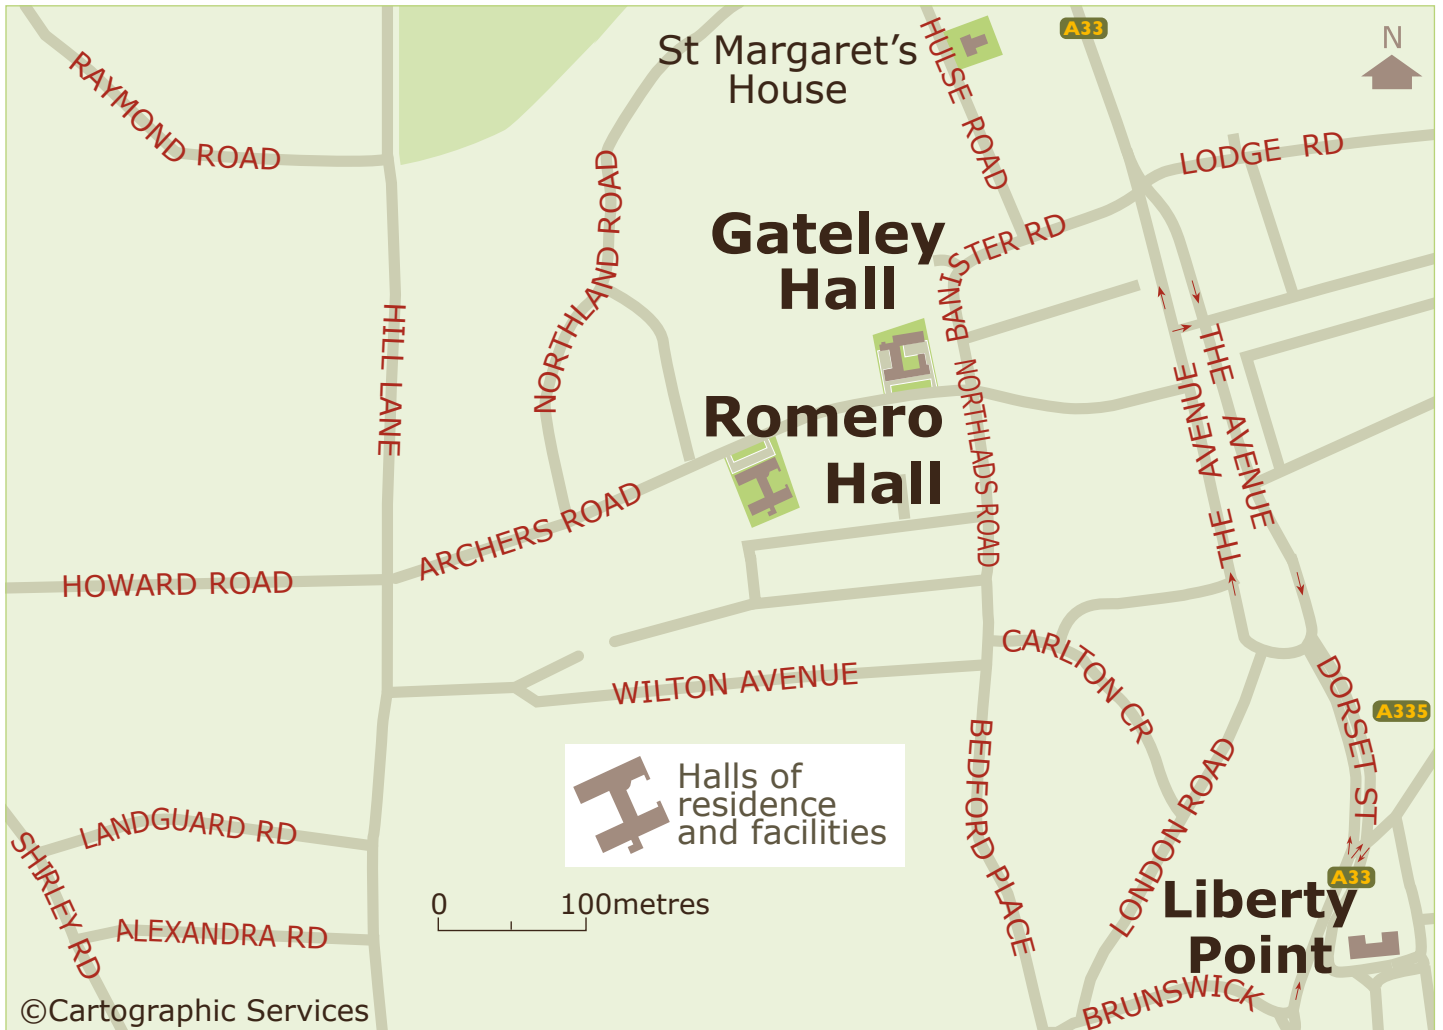 St Margaret's
House
HULSE ROAD
A33
N
RAYMOND ROAD
LODGE RD
NORTHLAND ROAD
Gateley
Hall
BANISTER RD
HILL LANE
THE AVENUE
THE AVENUE
Romero
Hall
NORTHLADS ROAD
ARCHERS ROAD
HOWARD ROAD
CARLTON CR
WILTON AVENUE
DORSET ST
A335
BEDFORD PLACE
LONDON ROAD
Halls of
residence
and facilities
LANDGUARD RD
SHIRLEY RD
ALEXANDRA RD
0 100metres
A33
Liberty
Point
BRUNSWICK
©Cartographic Services